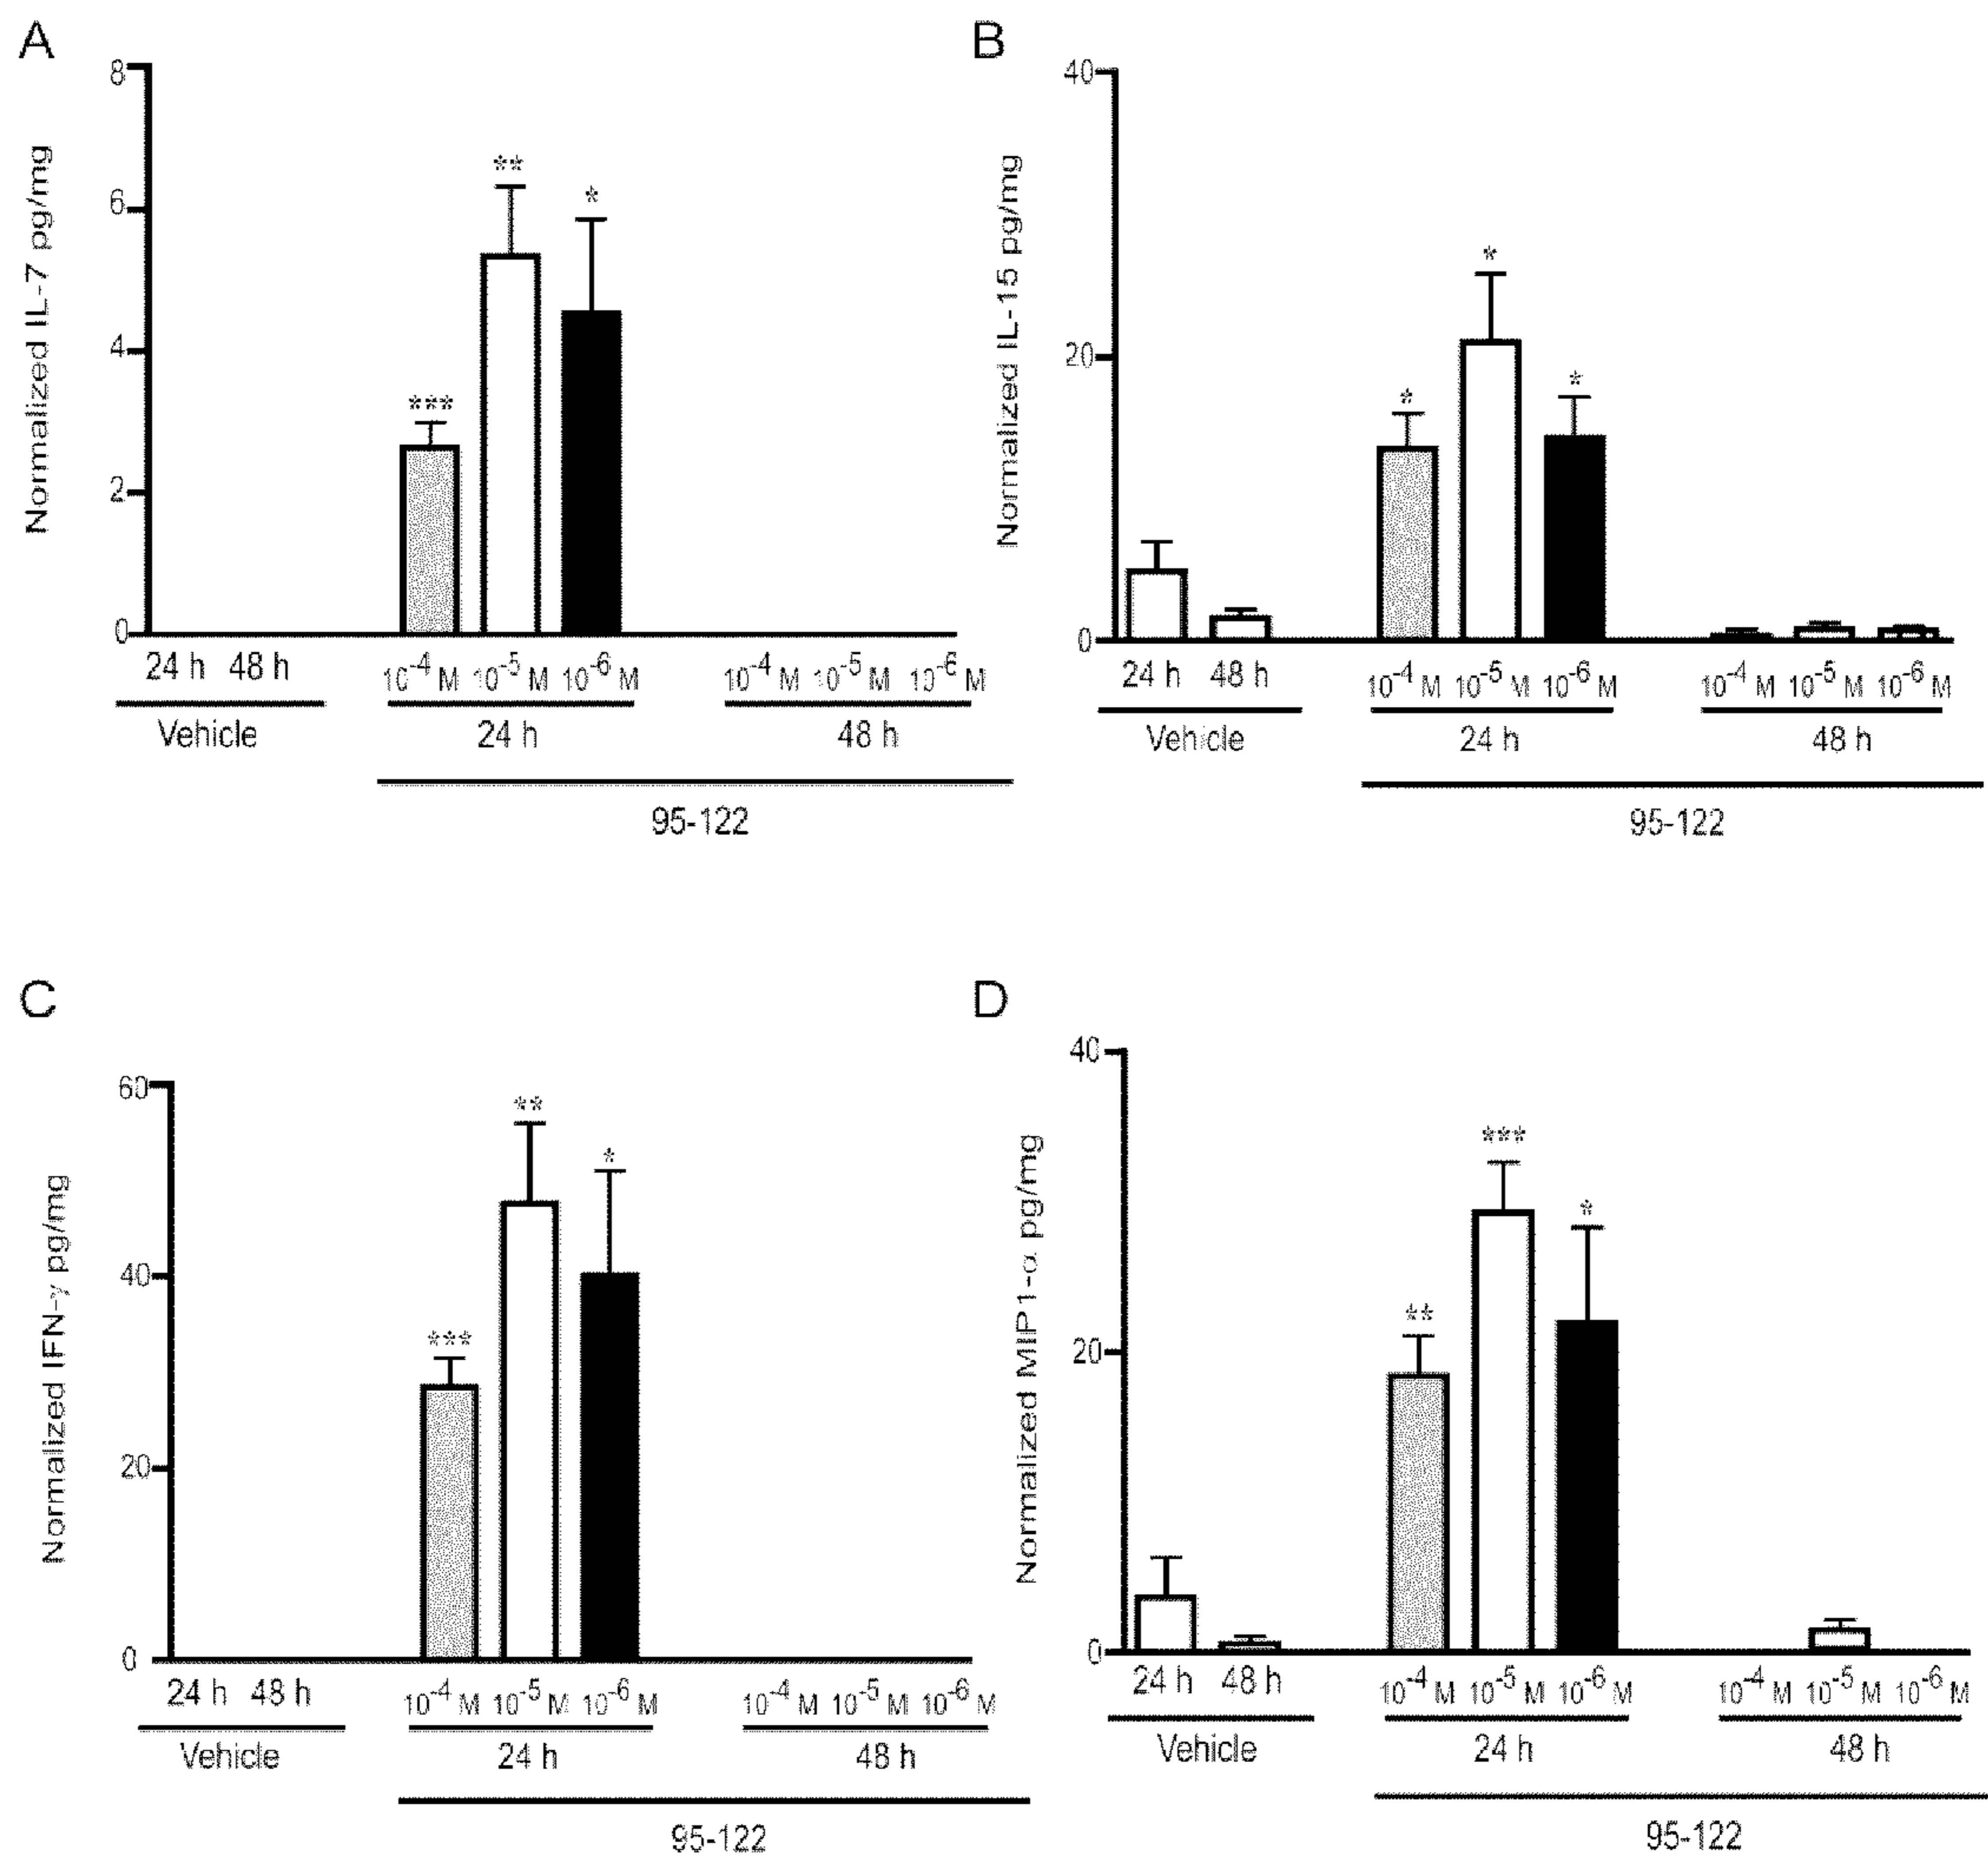 A
Normalized IL-7 pg/mg
8
6
4
2
0
***
**
*
24 h 48 h
10-4 M 10-5 M 10-6 M
10-4 M 10-5 M 10-6 M
Vehicle
24 h
48 h
95-122
B
Normalized IL-15 pg/mg
40
20
0
*
*
*
24 h 48 h
10-4 M 10-5 M 10-6 M
10-4 M 10-5 M 10-6 M
Vehicle
24 h
48 h
95-122
C
Normalized IFN-γ pg/mg
60
40
20
0
***
**
*
24 h 48 h
10-4 M 10-5 M 10-6 M
10-4 M 10-5 M 10-6 M
Vehicle
24 h
48 h
95-122
D
Normalized MIP1-α pg/mg
40
20
0
**
***
*
24 h 48 h
10-4 M 10-5 M 10-6 M
10-4 M 10-5 M 10-6 M
Vehicle
24 h
48 h
95-122